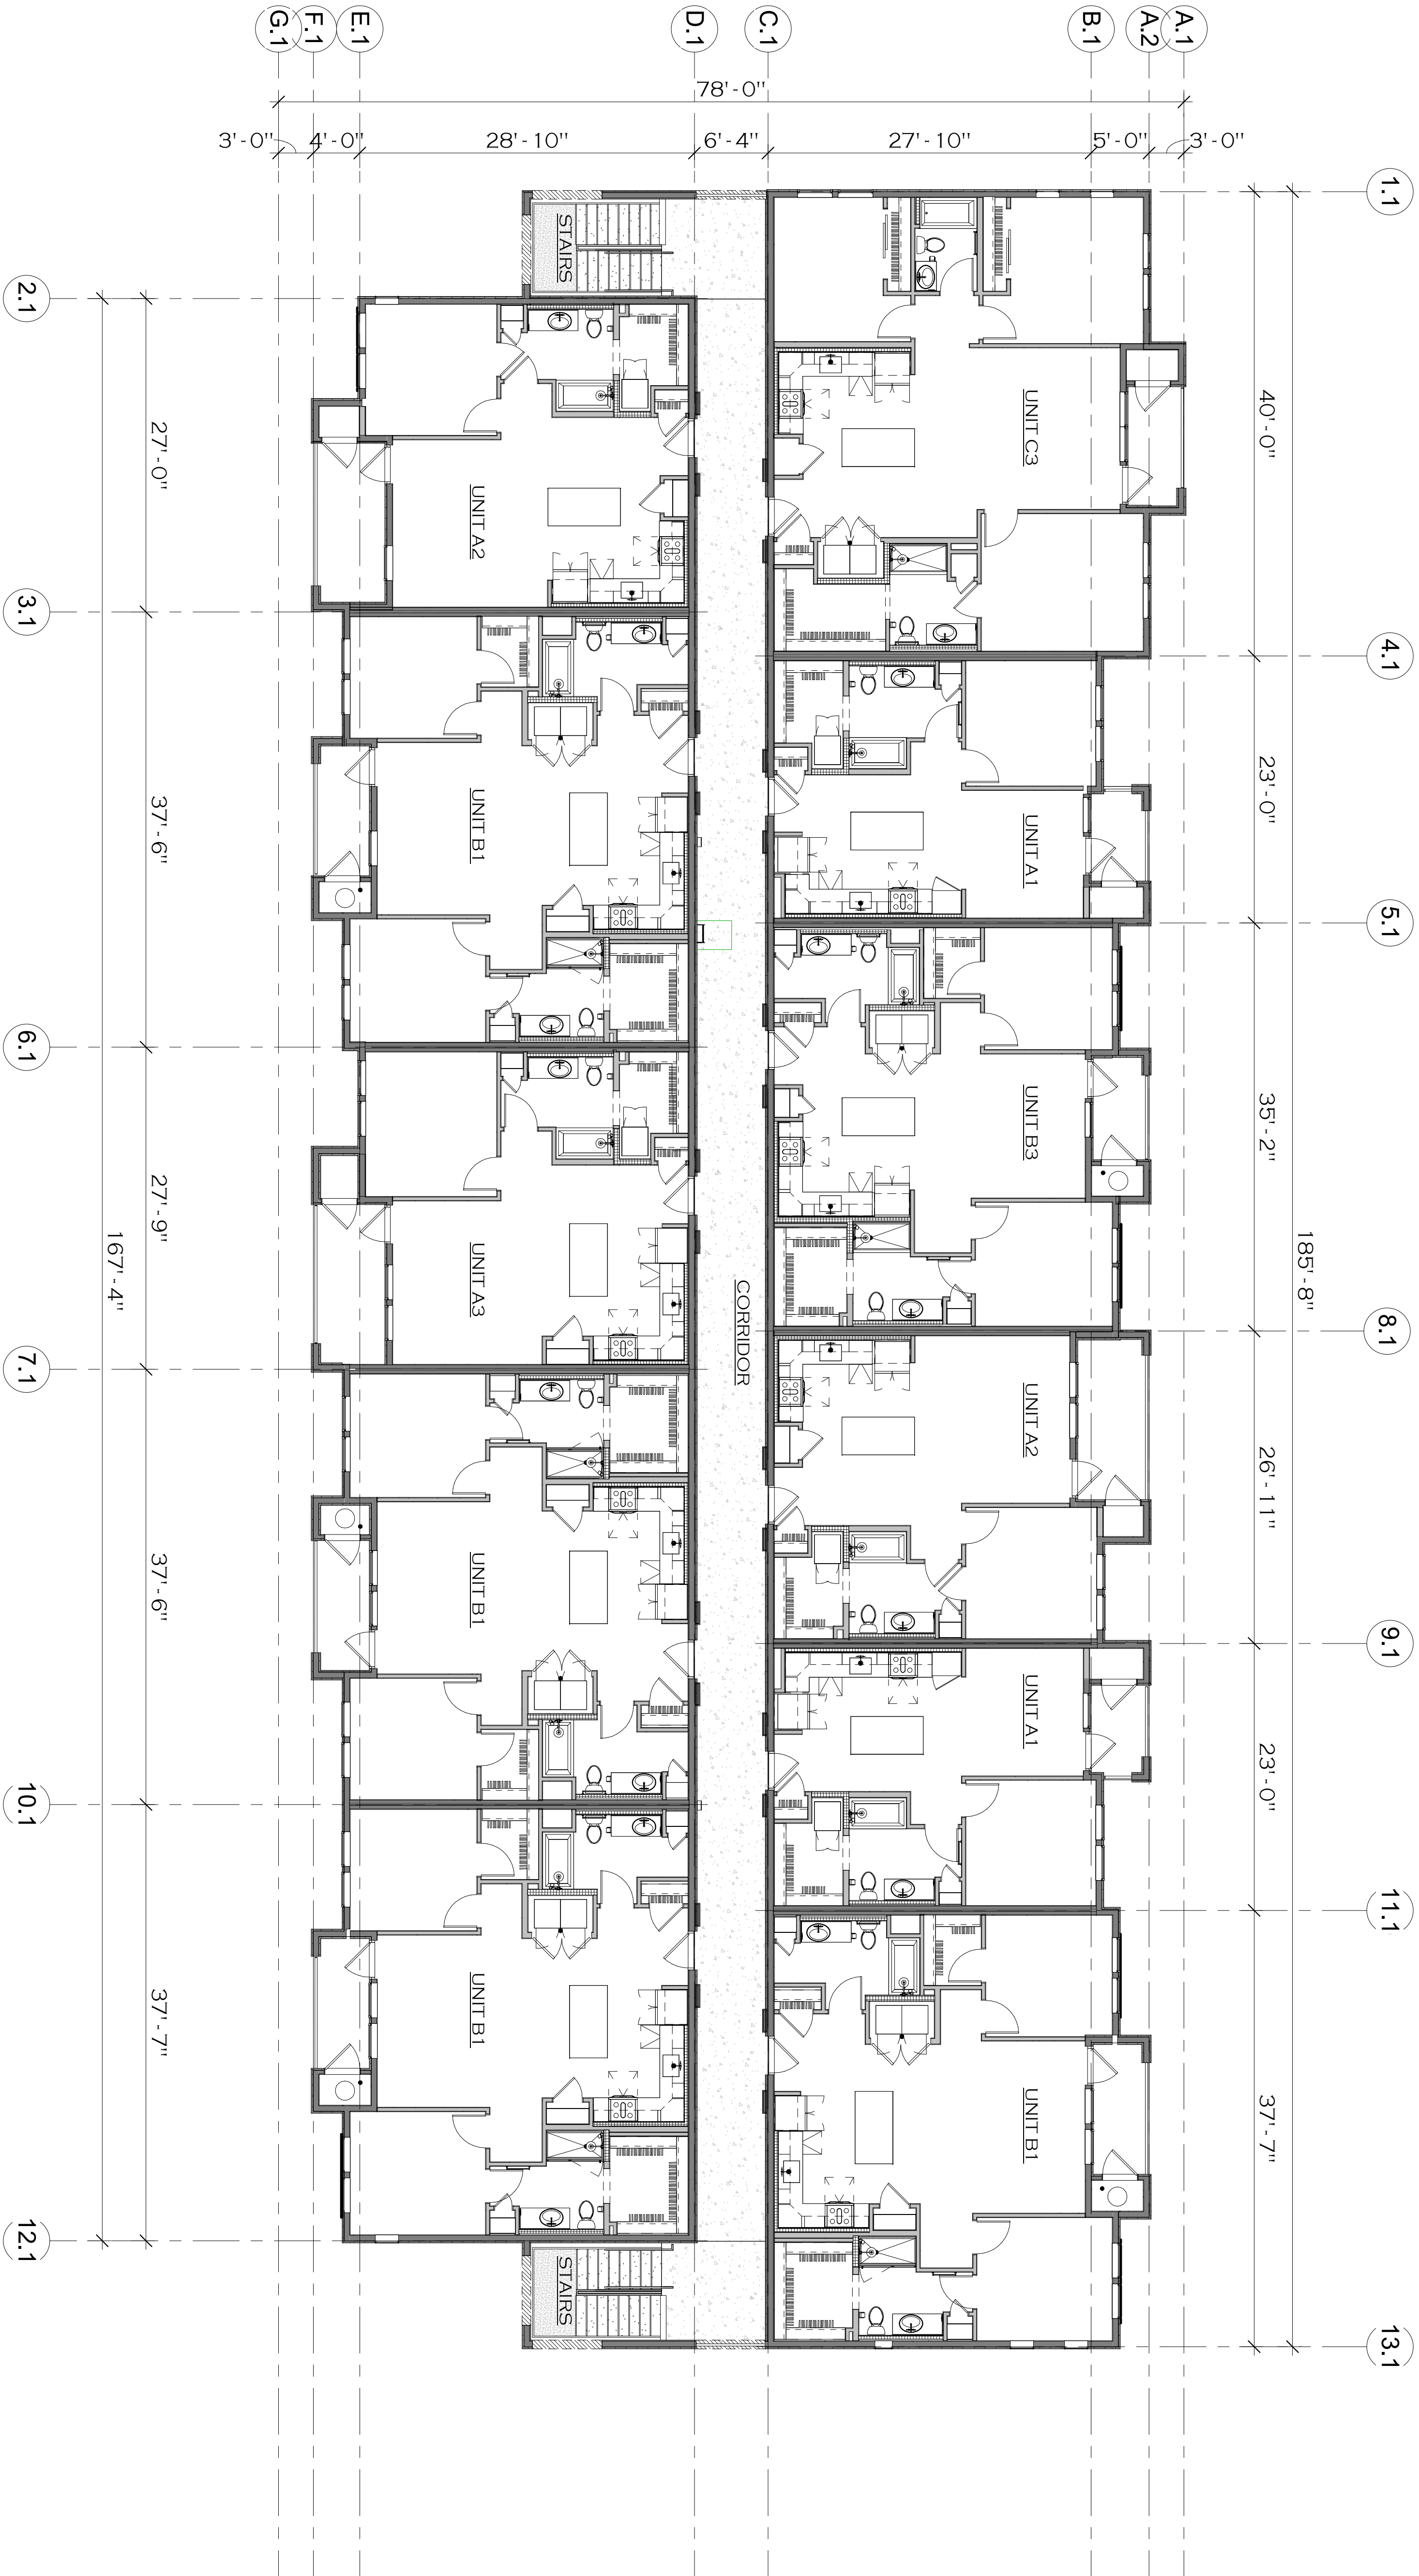 G.1
F.1
E.1
D.1
C.1
B.1
A.2
A.1
78'-0"
3'-0"
4'-0"
28'-10"
6'-4"
27'-10"
5'-0"
3'-0"
1.1
4.1
5.1
8.1
9.1
11.1
13.1
185'-8"
40'-0"
23'-0"
35'-2"
26'-11"
23'-0"
37'-7"
UNIT C3
UNIT A1
UNIT B3
UNIT A2
UNIT A1
UNIT B1
CORRIDOR
STAIRS
STAIRS
UNIT A2
UNIT B1
UNIT A3
UNIT B1
UNIT B1
27'-0"
37'-6"
27'-9"
37'-6"
37'-7"
167'-4"
2.1
3.1
6.1
7.1
10.1
12.1